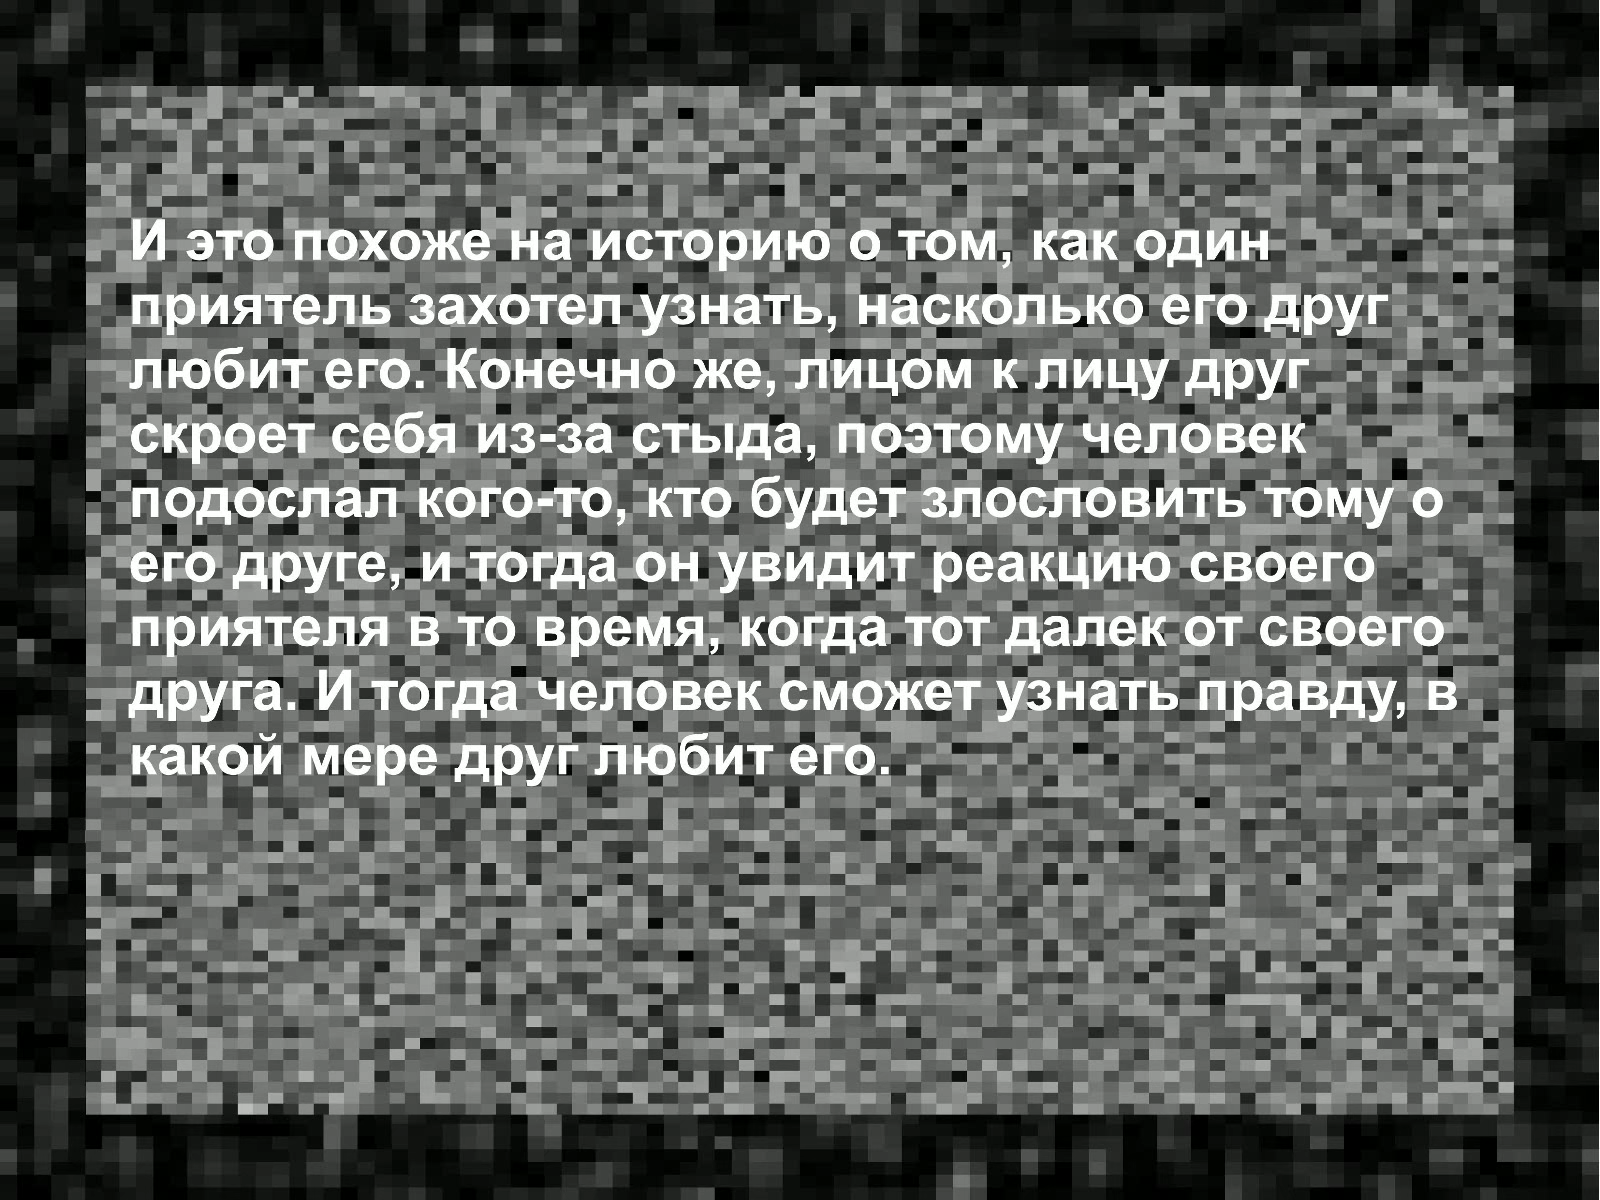 И это похоже на историю о том, как один
приятель захотел узнать, насколько его друг
любит его. Конечно же, лицом к лицу друг
скроет себя из-за стыда, поэтому человек
подослал кого-то, кто будет злословить тому о
его друге, и тогда он увидит реакцию своего
приятеля в то время, когда тот далек от своего
друга. И тогда человек сможет узнать правду, в
какой мере друг любит его.